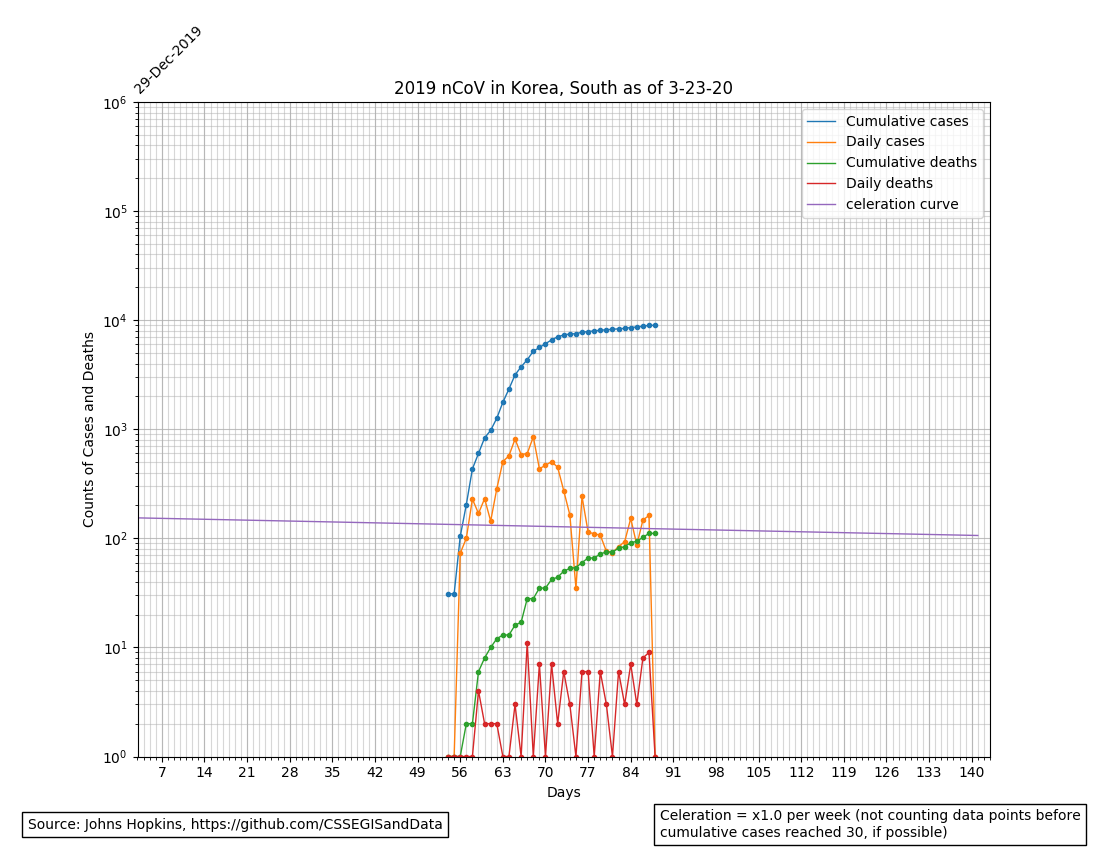 29-Dec-2019
2019 nCoV in Korea, South as of 3-23-20
10^6
10^5
10^4
10^3
10^2
10^1
10^0
Counts of Cases and Deaths
Cumulative cases
Daily cases
Cumulative deaths
Daily deaths
celeration curve
7 14 21 28 35 42 49 56 63 70 77 84 91 98 105 112 119 126 133 140
Days
Source: Johns Hopkins, https://github.com/CSSEGISandData
Celeration = x1.0 per week (not counting data points before
cumulative cases reached 30, if possible)